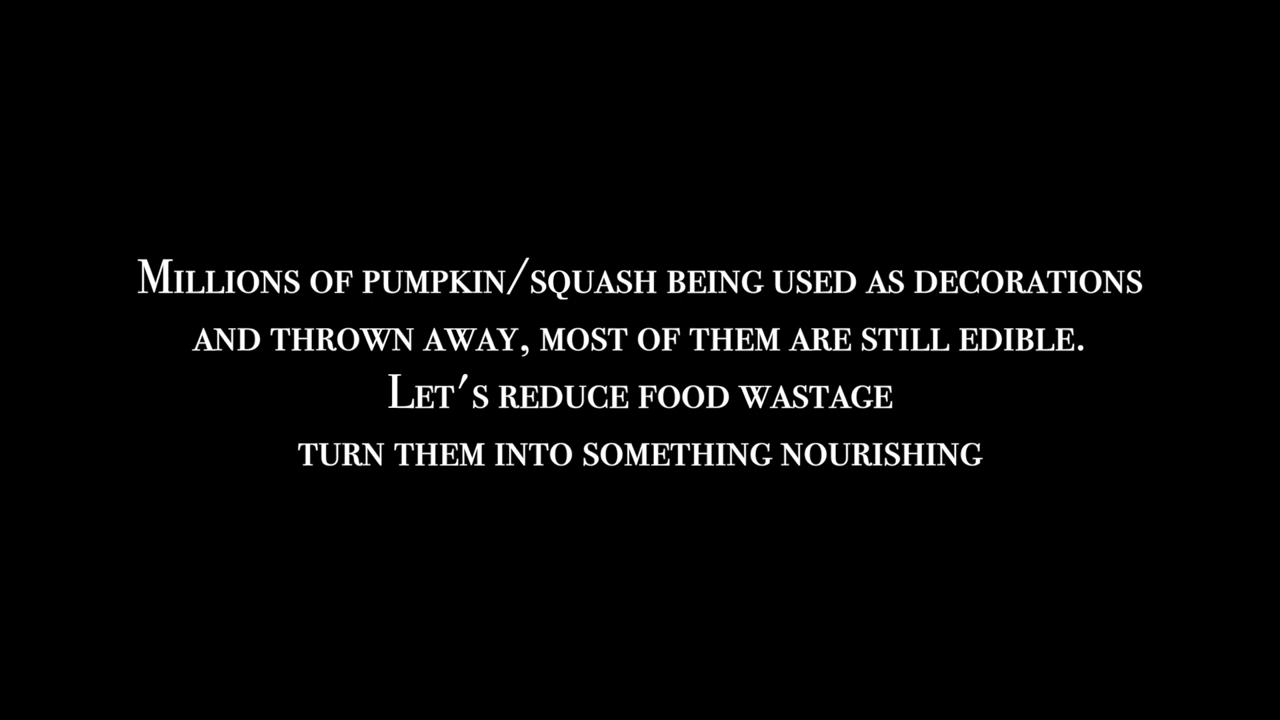 Millions of pumpkin/squash being used as decorations
and thrown away, most of them are still edible.
Let's reduce food wastage
turn them into something nourishing